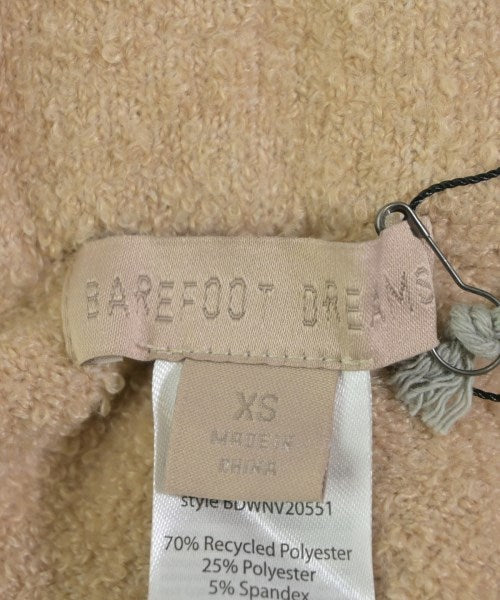 BAREFOOT DREAMS
XS
MADE IN
CHINA
style BDWNV20551
70% Recycled Polyester
25% Polyester
5% Spandex